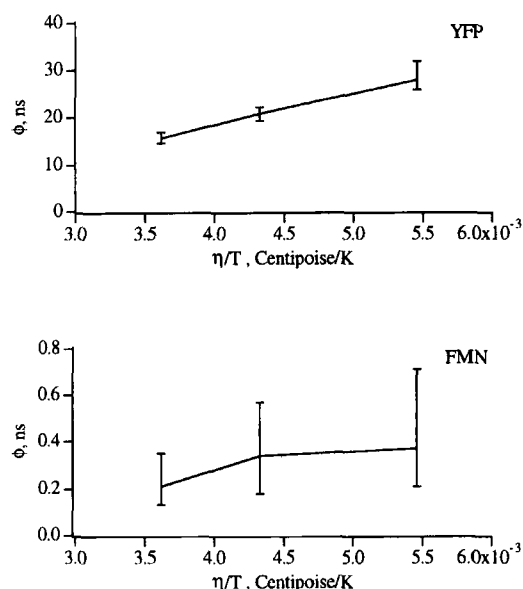 YFP
40
30
20
10
0
φ, ns
3.0 3.5 4.0 4.5 5.0 5.5 6.0x10⁻³
η/T , Centipoise/K
FMN
0.8
0.6
0.4
0.2
0.0
φ, ns
3.0 3.5 4.0 4.5 5.0 5.5 6.0x10⁻³
η/T , Centipoise/K